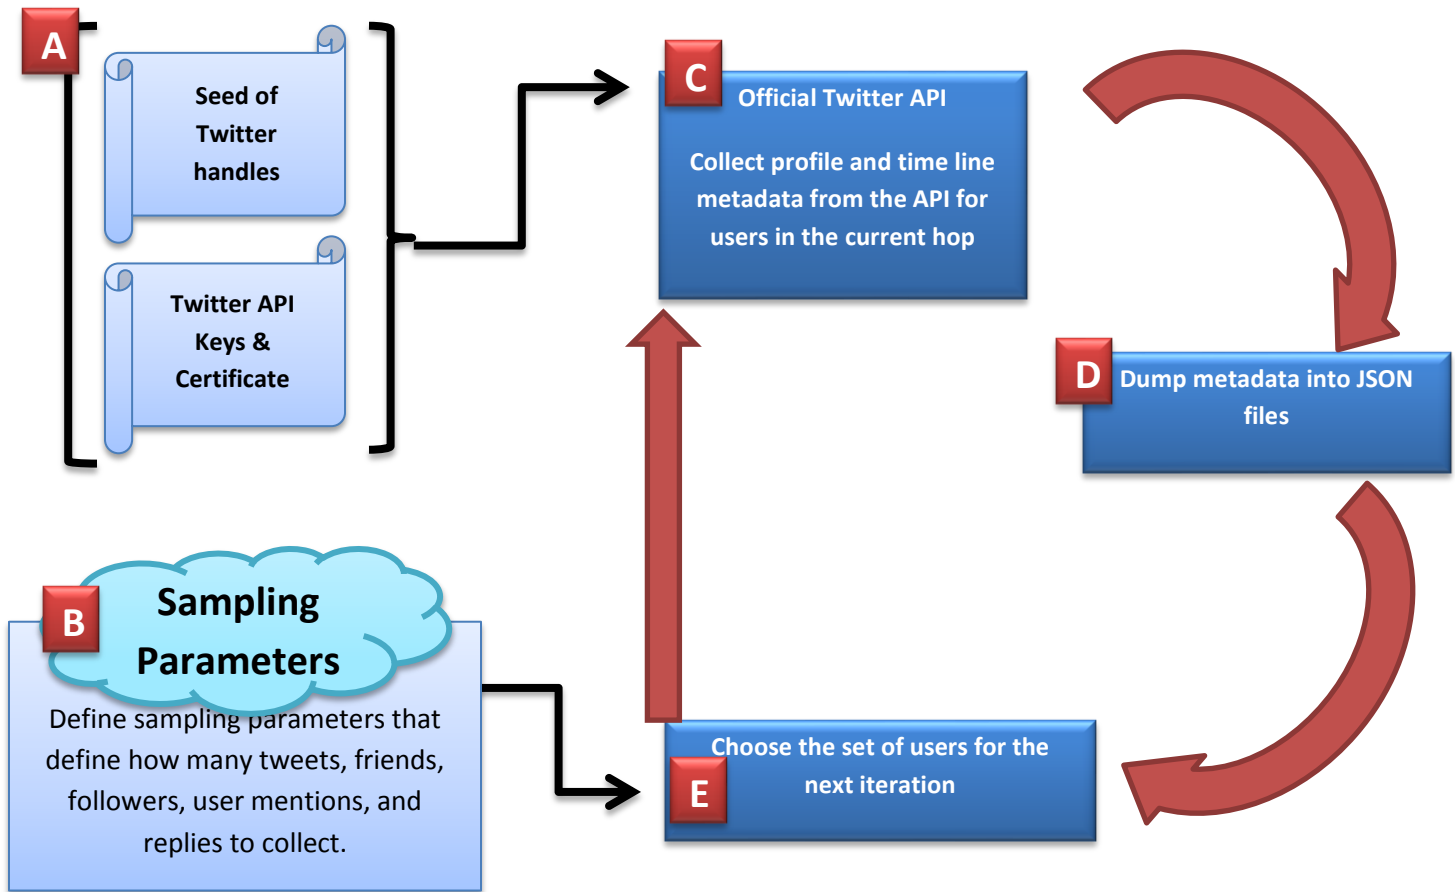 A
Seed of
Twitter
handles
Twitter API
Keys &
Certificate
C
Official Twitter API
Collect profile and time line
metadata from the API for
users in the current hop
D
Dump metadata into JSON
files
B
Sampling
Parameters
Define sampling parameters that
define how many tweets, friends,
followers, user mentions, and
replies to collect.
E
Choose the set of users for the
next iteration